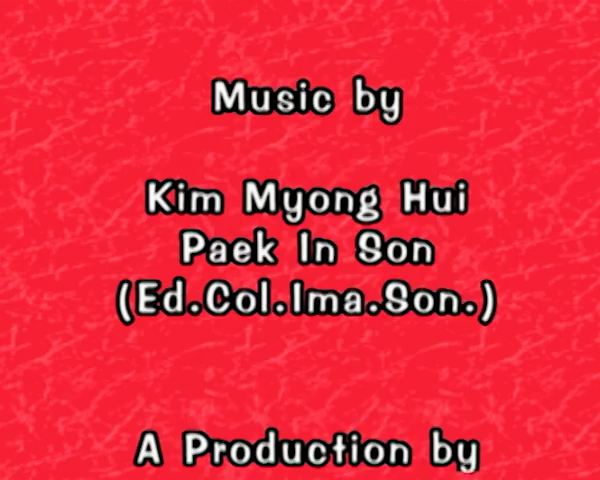 Music by
Kim Myong Hui
Paek In Son
(Ed.Col.Ima.Son.)
A Production by